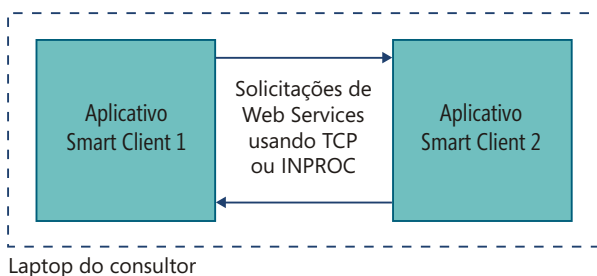 Aplicativo
Smart Client 1
Solicitações de
Web Services
usando TCP
ou INPROC
Aplicativo
Smart Client 2
Laptop do consultor